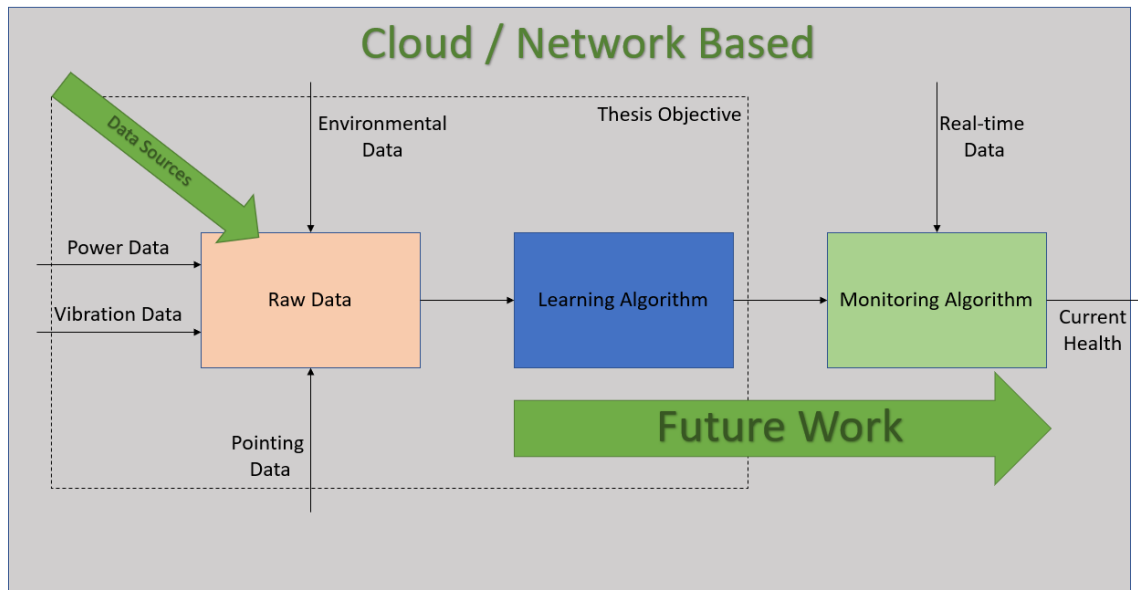 Cloud / Network Based
Thesis Objective
Data Sources
Environmental
Data
Real-time
Data
Power Data
Vibration Data
Raw Data
Learning Algorithm
Monitoring Algorithm
Current
Health
Pointing
Data
Future Work